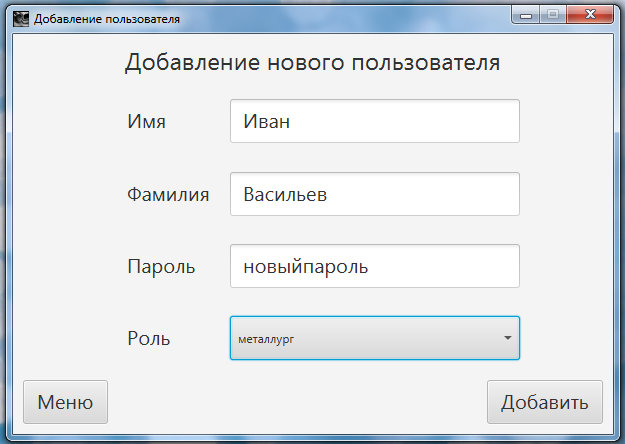 Добавление пользователя
Добавление нового пользователя
Имя Иван
Фамилия Васильев
Пароль новыйпароль
Роль металлург
Меню Добавить